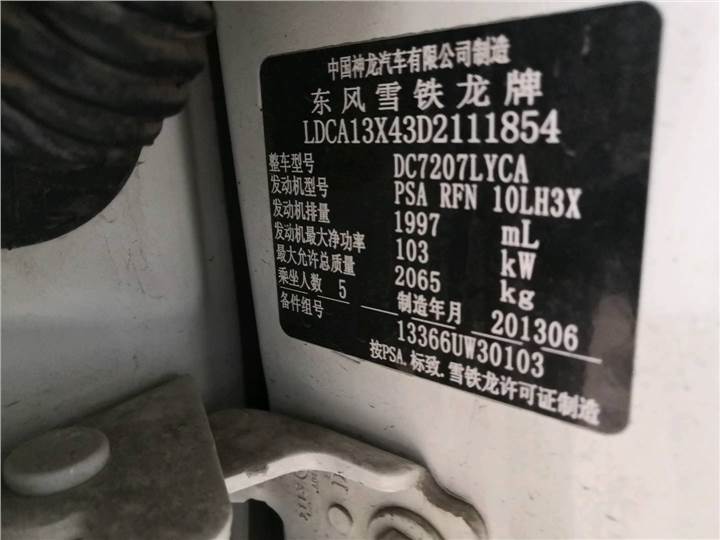 中国神龙汽车有限公司制造
东风雪铁龙牌
LDCA13X43D2111854
整车型号 DC7207LYCA
发动机型号 PSA RFN 10LH3X
发动机排量 1997 mL
发动机最大净功率 103 kW
最大允许总质量 2065 kg
乘坐人数 5 制造年月 201306
备件组号 13366UW30103
按PSA.标致.雪铁龙许可证制造